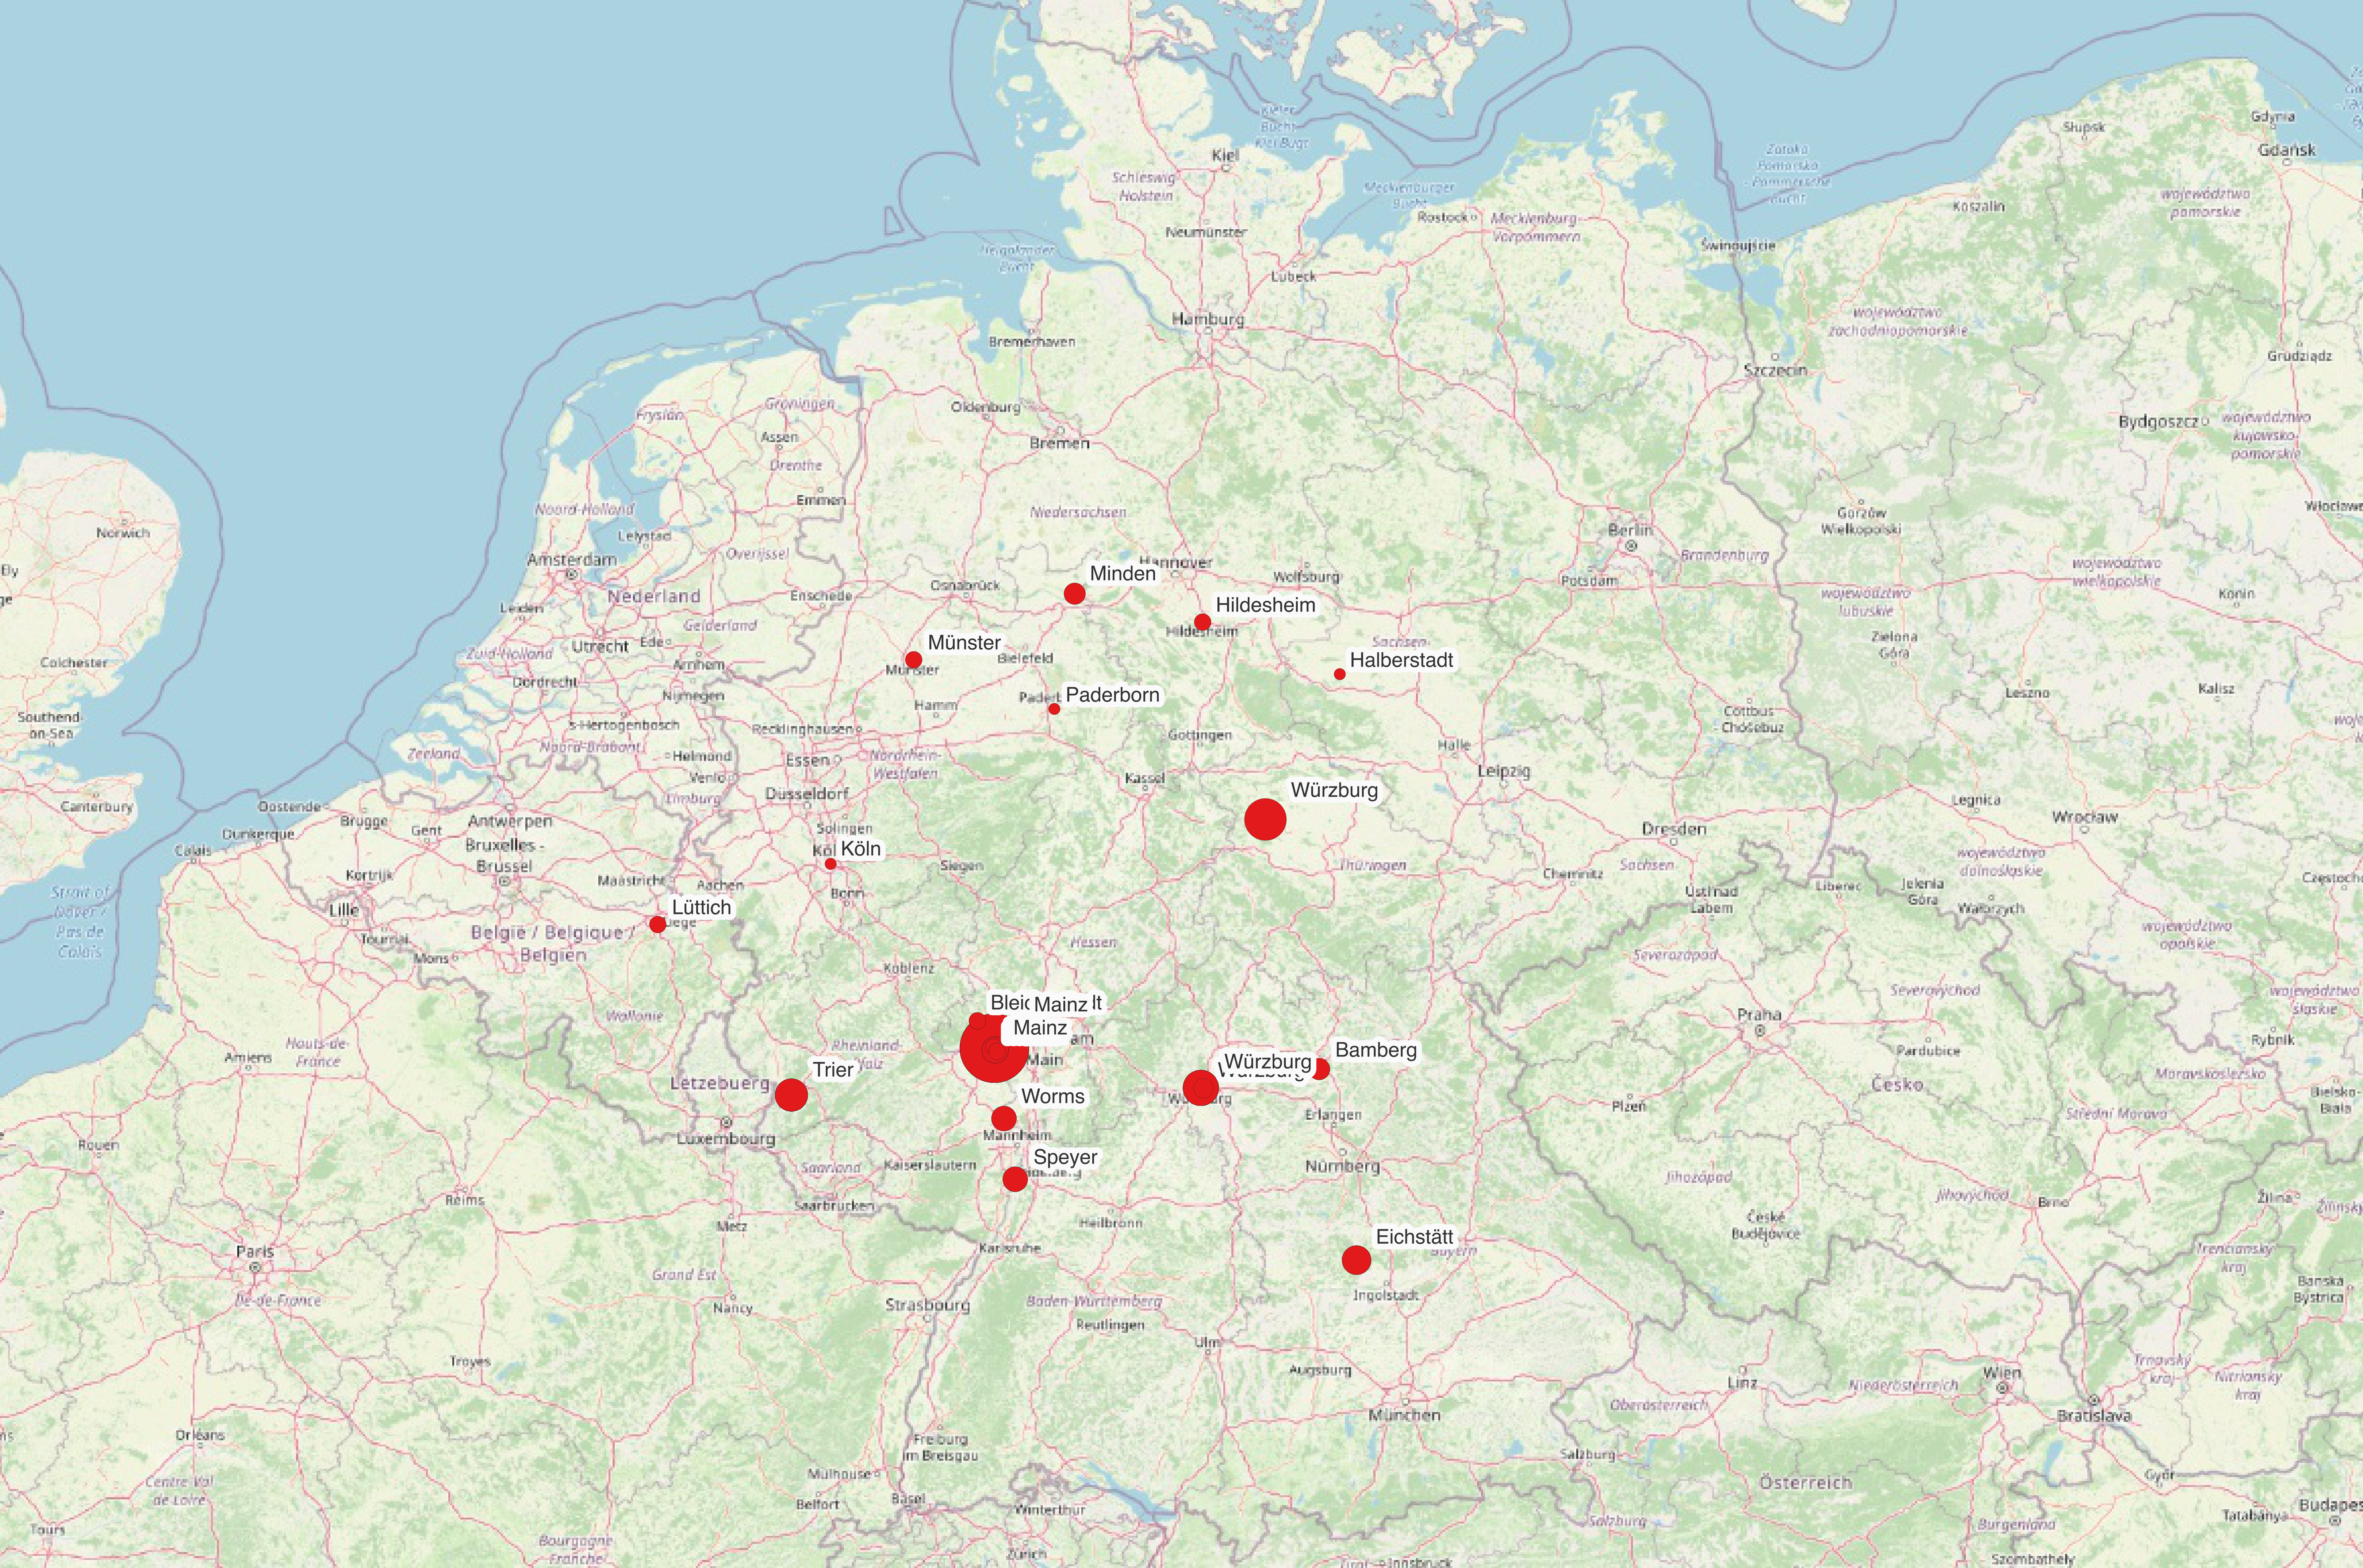 Kieler
Bucht
Kiel Bugt
Gdynia
Słupsk
Gdańsk
Kiel
Schleswig
Holstein
Mecklenburger
Bucht
Zatoka
Pomorska
- Pommersche
Bucht
województwo
pomorskie
Koszalin
Rostock
Mecklenburg-
Vorpommern
Neumünster
Świnoujście
Helgoländer
Bucht
Lübeck
Hamburg
województwo
zachodniopomorskie
Bremerhaven
Grudziądz
Szczecin
Groningen
Fryslân
Oldenburg
Bydgoszcz
województwo
kujawsko-
pomorskie
Assen
Bremen
Drenthe
Emmen
Noord-Holland
Niedersachsen
Gorzów
Wielkopolski
Norwich
Lelystad
Berlin
Overijssel
Brandenburg
Amsterdam
Hannover
Minden
Ely
Osnabrück
Wolfsburg
Potsdam
województwo
wielkopolskie
Nederland
Enschede
województwo
lubuskie
Konin
Leiden
Hildesheim
Gelderland
Hildesheim
Utrecht
Ede
Münster
Sachsen-
Zielona
Góra
Zuid-Holland
Arnhem
Münster
Bielefeld
Halberstadt
Colchester
Dordrecht
Nijmegen
Paderborn
Leszno
Kalisz
Hamm
Southend-
on-Sea
's-Hertogenbosch
Recklinghausen
Göttingen
Cottbus
- Chóśebuz
Zeeland
Noord-Brabant
Helmond
Essen
Nordrhein-
Westfalen
Halle
Venlo
Kassel
Leipzig
Canterbury
Oostende
Limburg
Düsseldorf
Würzburg
Legnica
Brugge
Gent
Antwerpen
Solingen
Dresden
Wrocław
Dunkerque
Calais
Bruxelles -
Brussel
Köln
Siegen
Thüringen
Sachsen
województwo
dolnośląskie
Kortrijk
Maastricht
Aachen
Bonn
Chemnitz
Ústí nad
Labem
Liberec
Jelenia
Góra
Strait of
Dover /
Pas de
Calais
Lille
Lüttich
Wałbrzych
Tournai
België / Belgique /
Belgien
Hessen
województwo
opolskie
Mons
Koblenz
Severozápad
Severovýchod
Wallonie
Mainz
Praha
województwo
śląskie
Hauts-de-
France
Mainz
Amiens
Rheinland-
Main
Würzburg
Bamberg
Pardubice
Rybnik
Trier
Lëtzebuerg
Česko
Moravskoslezsko
Worms
Erlangen
Plzeň
Střední Morava
Bielsko-
Biała
Rouen
Luxembourg
Mannheim
Speyer
Saarland
Kaiserslautern
Nürnberg
Jihozápad
Jihovýchod
Reims
Saarbrücken
Brno
Žilina
Metz
Heilbronn
České
Budějovice
Eichstätt
Paris
Karlsruhe
Bayern
Trenčiansky
kraj
Grand Est
Île-de-France
Ingolstadt
Banská
Bystrica
Nancy
Strasbourg
Baden-Württemberg
Reutlingen
Ulm
Troyes
Augsburg
Linz
Wien
Niederösterreich
Trnavský
kraj
Nitriansky
kraj
München
Oberösterreich
Bratislava
Orléans
Freiburg
im Breisgau
Salzburg
Centre-Val
de Loire
Mulhouse
Österreich
Győr
Belfort
Basel
Winterthur
Tatabánya
Tours
Bourgogne
Franche
Salzburg
Burgenland
Zürich
Innsbruck
Szombathely